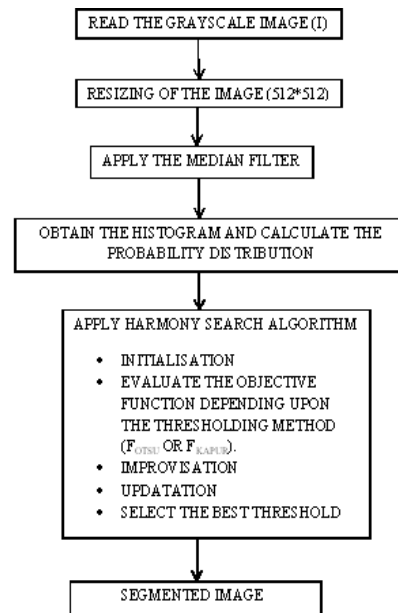 READ THE GRAYSCALE IMAGE (I)
RESIZING OF THE IMAGE (512*512)
APPLY THE MEDIAN FILTER
OBTAIN THE HISTOGRAM AND CALCULATE THE
PROBABILITY DISTRIBUTION
APPLY HARMONY SEARCH ALGORITHM
• INITIALISATION
• EVALUATE THE OBJECTIVE
FUNCTION DEPENDING UPON
THE THRESHOLDING METHOD
(F_OTSU OR F_KAPUR).
• IMPROVISATION
• UPDATATION
• SELECT THE BEST THRESHOLD
SEGMENTED IMAGE